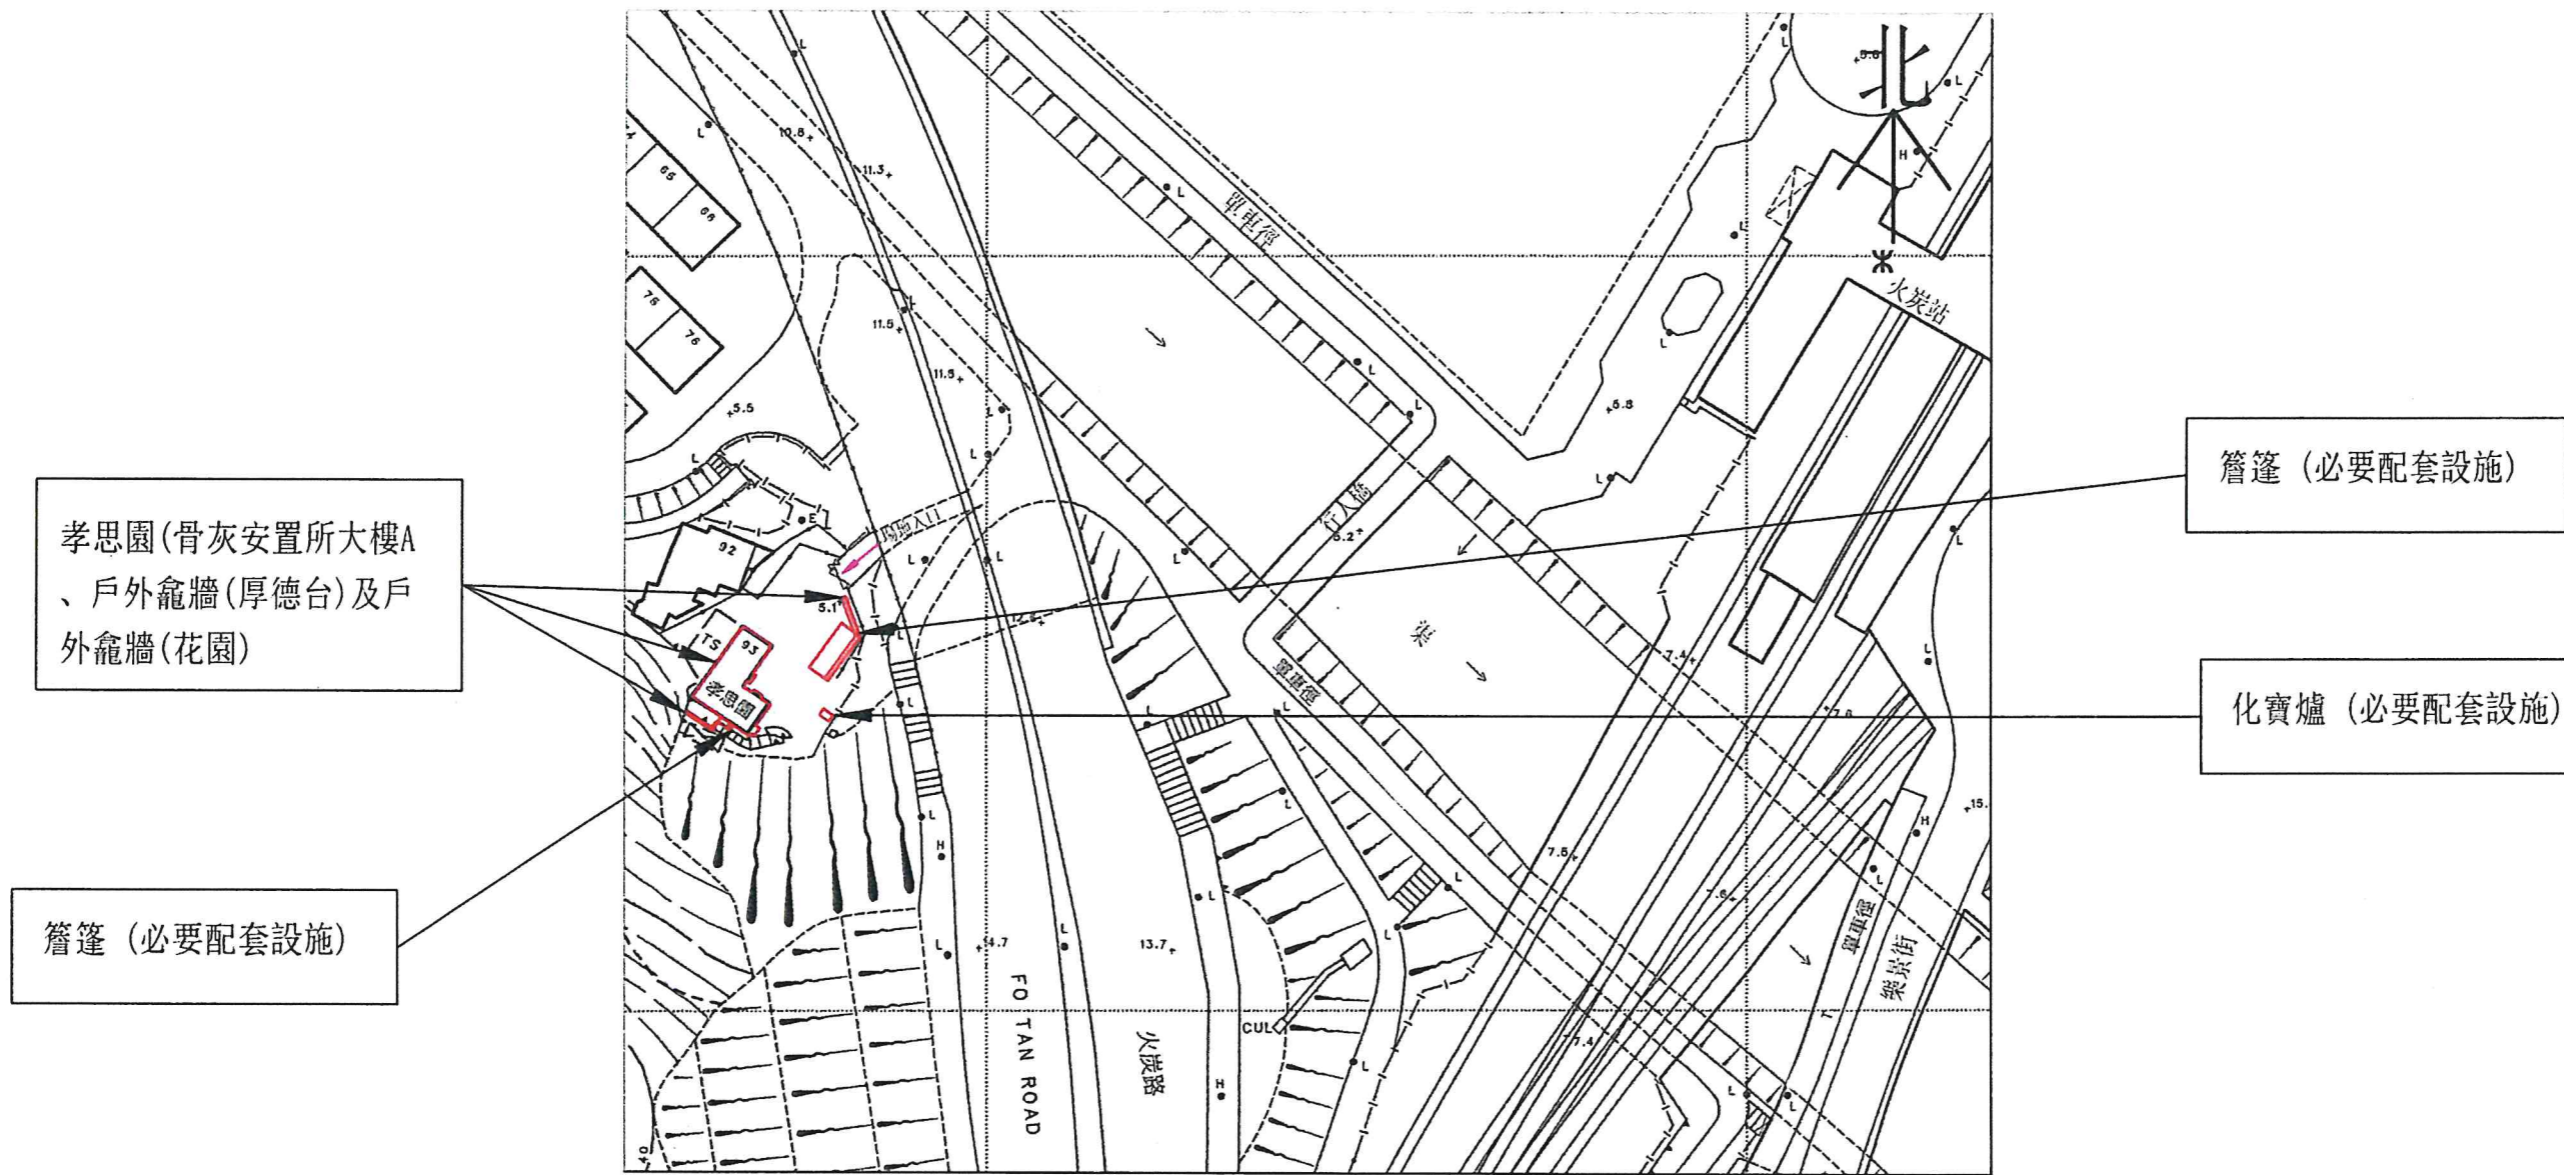 北
火炭站
單車徑
行人橋
渠
單車徑
單車徑
樂景街
火炭路
FO TAN ROAD
場地入口
孝思園
TS
CUL
孝思園(骨灰安置所大樓A
、戶外龕牆(厚德台)及戶
外龕牆(花園)
簷篷 (必要配套設施)
簷篷 (必要配套設施)
化寶爐 (必要配套設施)
65
66
75
76
92
93
10.8
11.3
11.5
11.5
5.5
5.1
5.2
5.8
7.4
7.5
7.6
7.4
14.7
13.7
15.
40
L
H
E